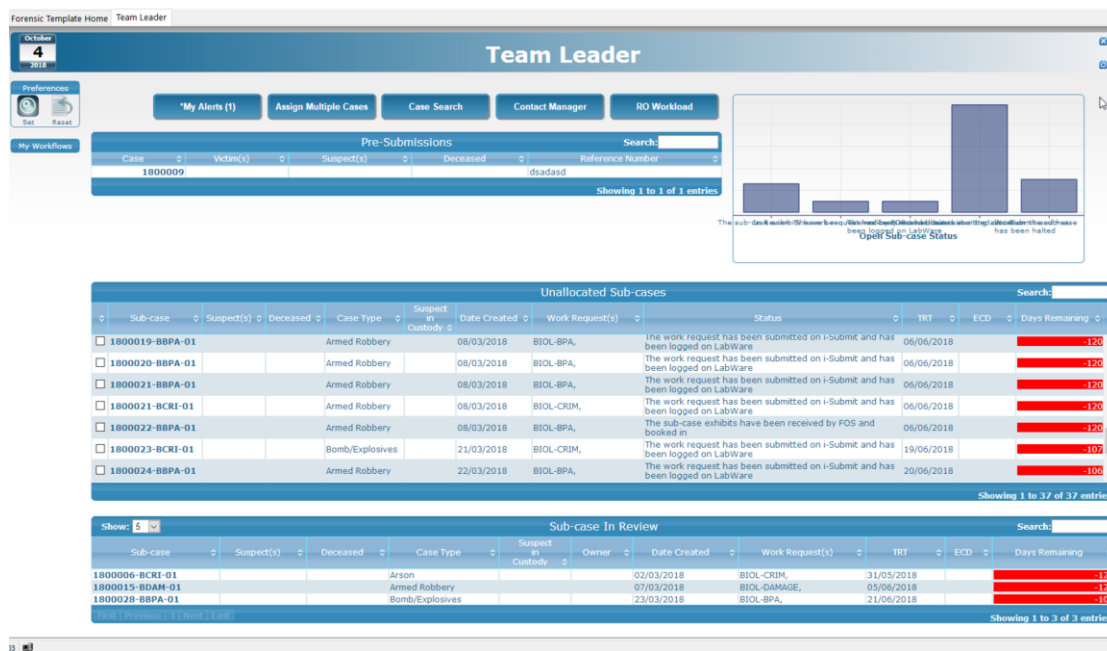 Forensic Template Home Team Leader
October
4
2018
Team Leader
Preferences
Set Reset
My Workflows
*My Alerts (1) Assign Multiple Cases Case Search Contact Manager RO Workload
Pre-Submissions Search:
Case Victim(s) Suspect(s) Deceased Reference Number
1800009 dsadasd
Showing 1 to 1 of 1 entries
been logged on LabWare has been halted
Open Sub-case Status
Unallocated Sub-cases Search:
Sub-case Suspect(s) Deceased Case Type Suspect in Custody Date Created Work Request(s) Status TRT ECD Days Remaining
1800019-BBPA-01 Armed Robbery 08/03/2018 BIOL-BPA, The work request has been submitted on i-Submit and has been logged on LabWare 06/06/2018 -120
1800020-BBPA-01 Armed Robbery 08/03/2018 BIOL-BPA, The work request has been submitted on i-Submit and has been logged on LabWare 06/06/2018 -120
1800021-BBPA-01 Armed Robbery 08/03/2018 BIOL-BPA, The work request has been submitted on i-Submit and has been logged on LabWare 06/06/2018 -120
1800021-BCRI-01 Armed Robbery 08/03/2018 BIOL-CRIM, The work request has been submitted on i-Submit and has been logged on LabWare 06/06/2018 -120
1800022-BBPA-01 Armed Robbery 08/03/2018 BIOL-BPA, The sub-case exhibits have been received by FOS and booked in 06/06/2018 -120
1800023-BCRI-01 Bomb/Explosives 21/03/2018 BIOL-CRIM, The work request has been submitted on i-Submit and has been logged on LabWare 19/06/2018 -107
1800024-BBPA-01 Armed Robbery 22/03/2018 BIOL-BPA, The work request has been submitted on i-Submit and has been logged on LabWare 20/06/2018 -106
Showing 1 to 37 of 37 entrie
Show: 5 Sub-case In Review Search:
Sub-case Suspect(s) Deceased Case Type Suspect in Custody Owner Date Created Work Request(s) TRT ECD Days Remaining
1800006-BCRI-01 Arson 02/03/2018 BIOL-CRIM, 31/05/2018 -12
1800015-BDAM-01 Armed Robbery 07/03/2018 BIOL-DAMAGE, 05/06/2018 -12
1800028-BBPA-01 Bomb/Explosives 23/03/2018 BIOL-BPA, 21/06/2018 -10
First | Previous | 1 | Next | Last
Showing 1 to 3 of 3 entrie